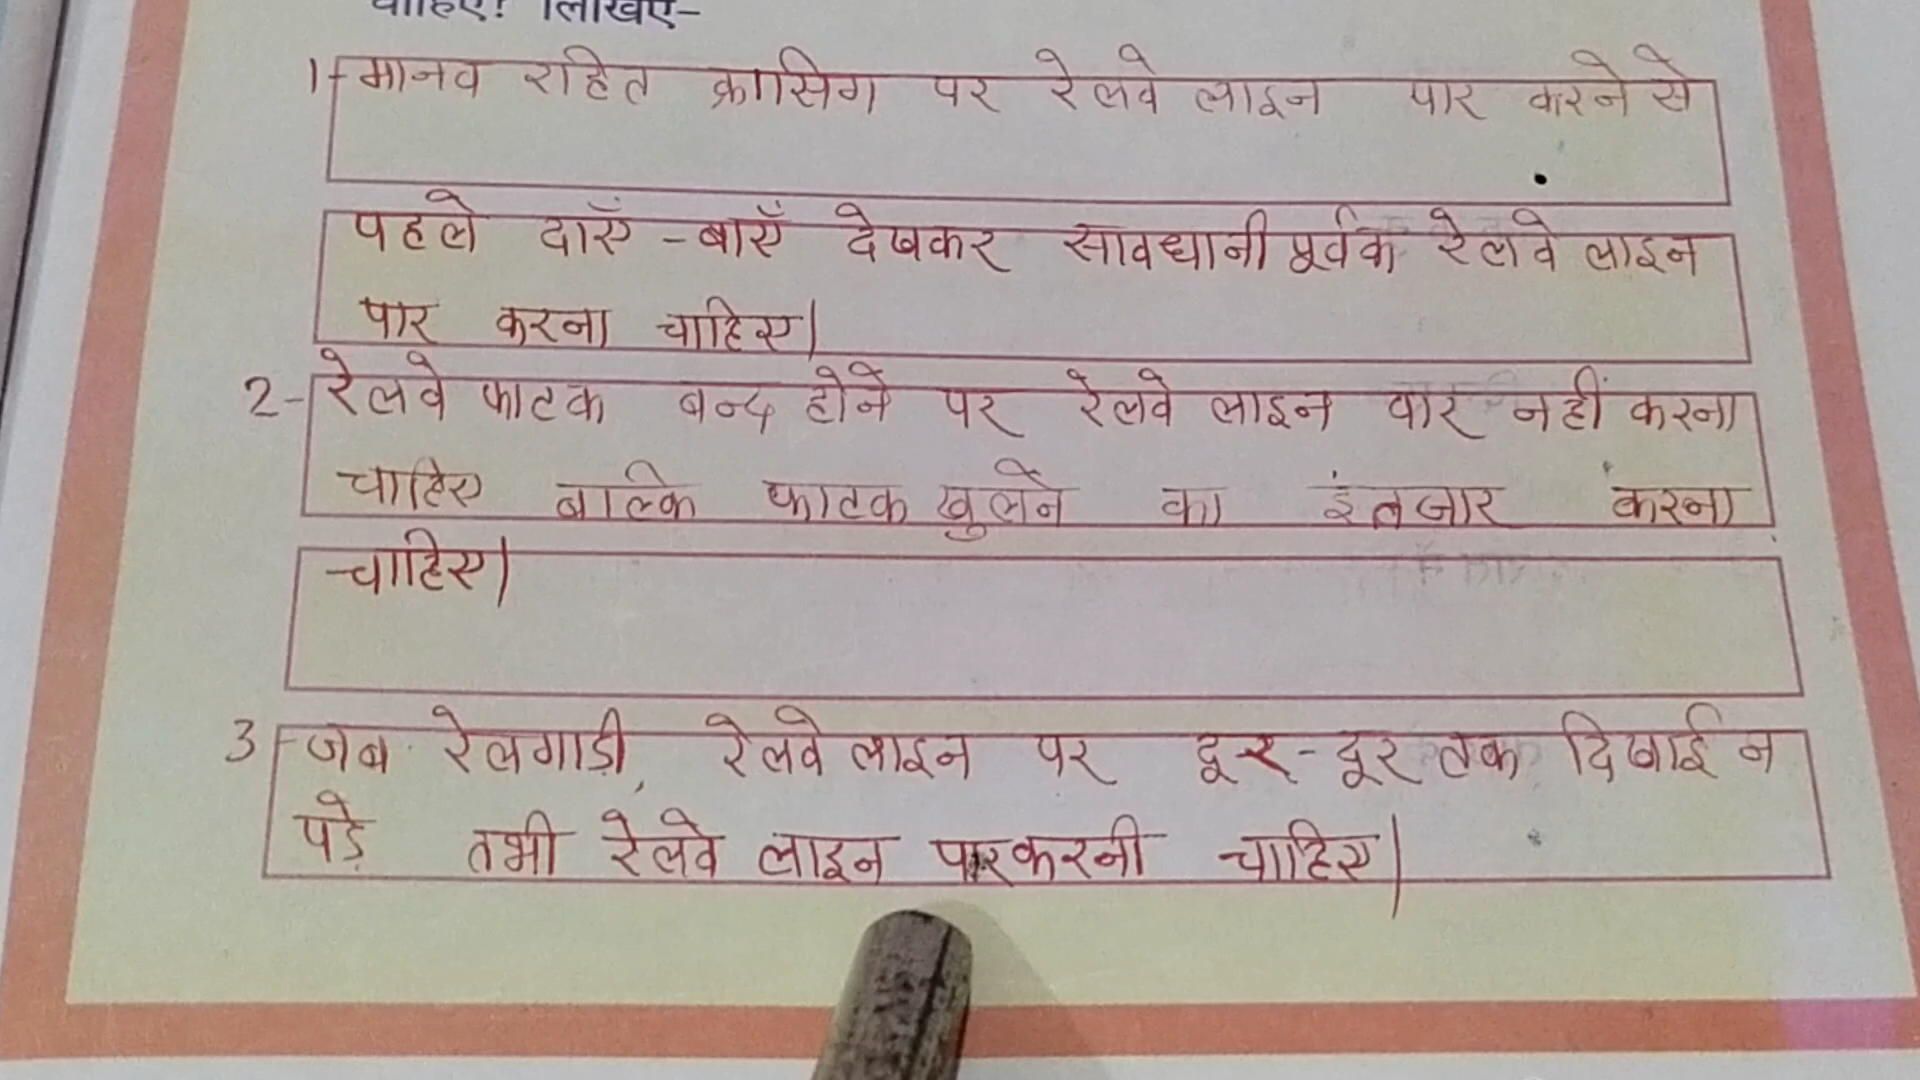 चाहिए? लिखिए-
1- मानव रहित क्रासिग पर रेलवे लाइन पार करने से
पहले दाएँ-बाएँ देखकर सावधानी पूर्वक रेलवे लाइन
पार करना चाहिए।
2- रेलवे फाटक बन्द होने पर रेलवे लाइन पार नहीं करना
चाहिए बल्कि फाटक खुलने का इंतजार करना
चाहिए।
3- जब रेलगाड़ी, रेलवे लाइन पर दूर-दूर तक दिखाई न
पड़े तभी रेलवे लाइन पार करनी चाहिए।